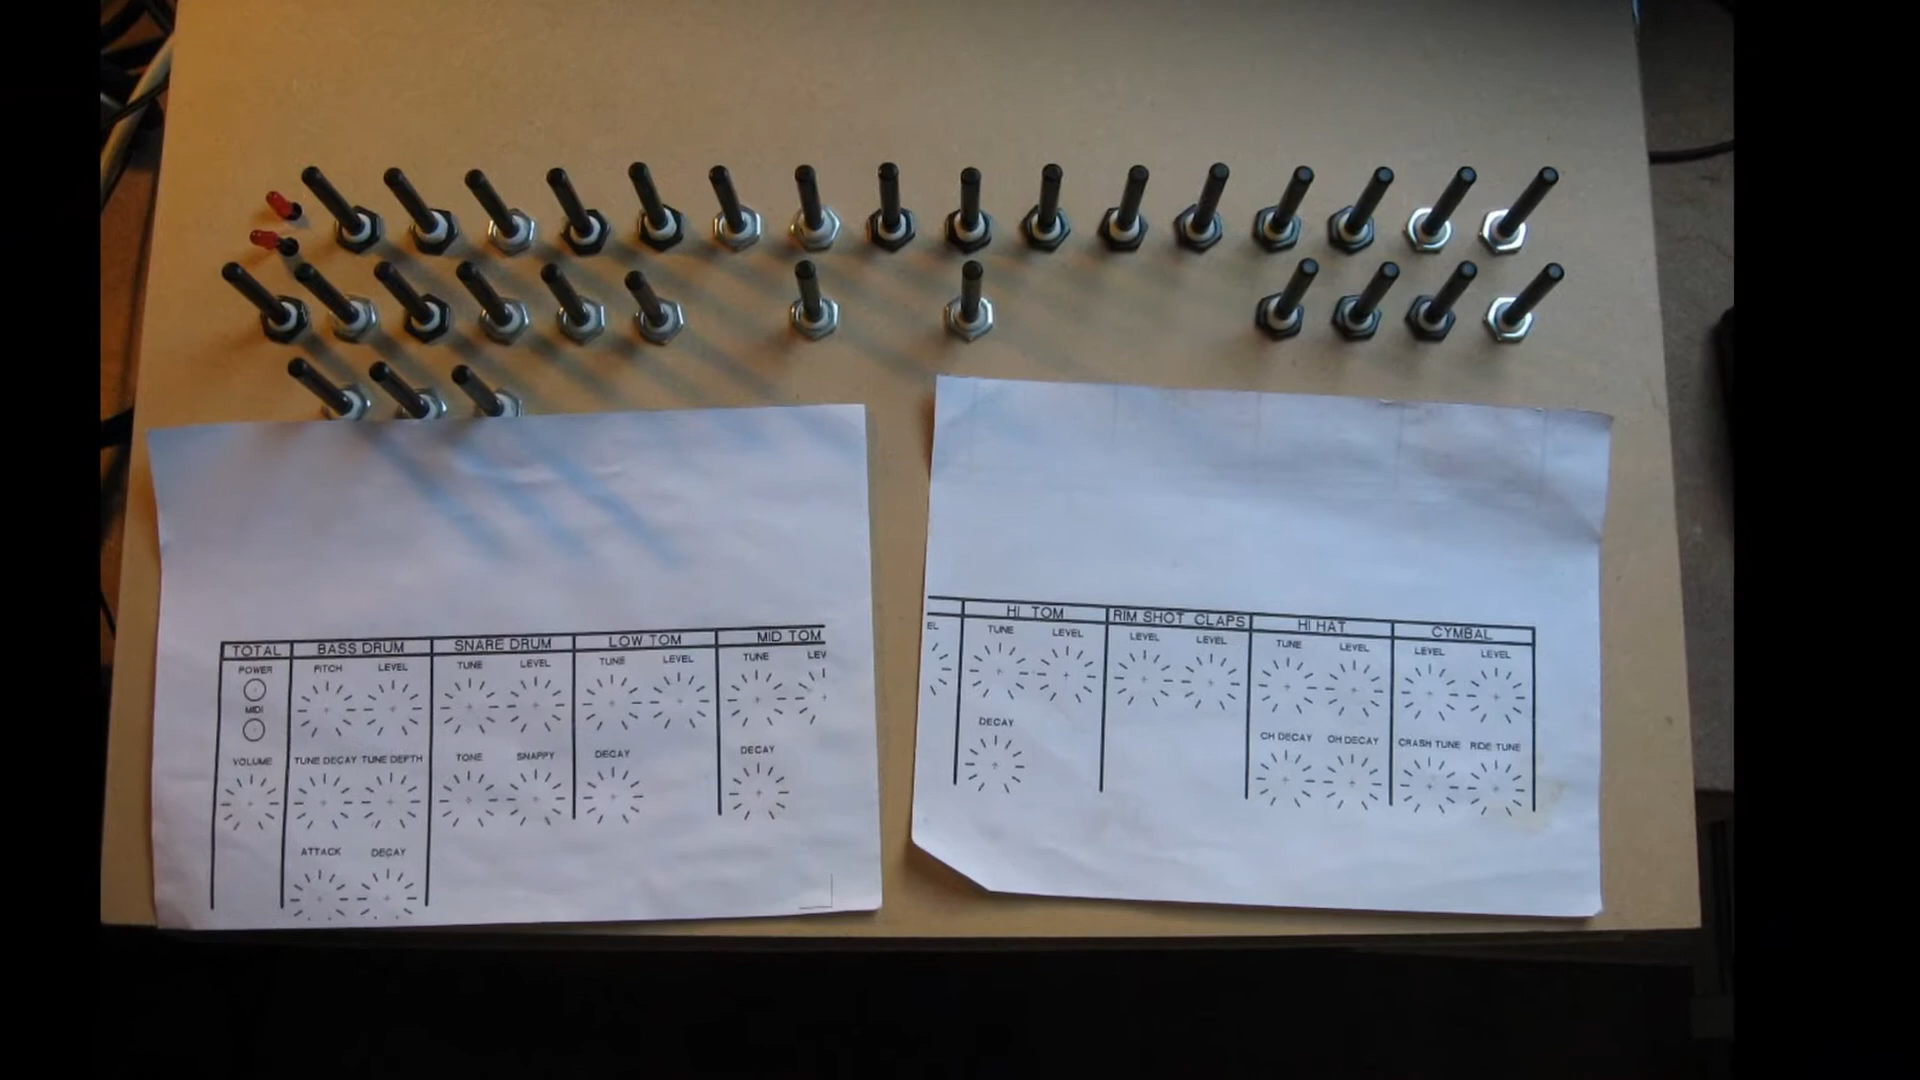 TOTAL BASS DRUM SNARE DRUM LOW TOM MID TOM
POWER PITCH LEVEL TUNE LEVEL TUNE LEVEL TUNE LEV
MIDI
VOLUME TUNE DECAY TUNE DEPTH TONE SNAPPY DECAY DECAY
ATTACK DECAY
HI TOM RIM SHOT CLAPS HI HAT CYMBAL
EL TUNE LEVEL LEVEL LEVEL TUNE LEVEL LEVEL LEVEL
DECAY CH DECAY OH DECAY CRASH TUNE RIDE TUNE